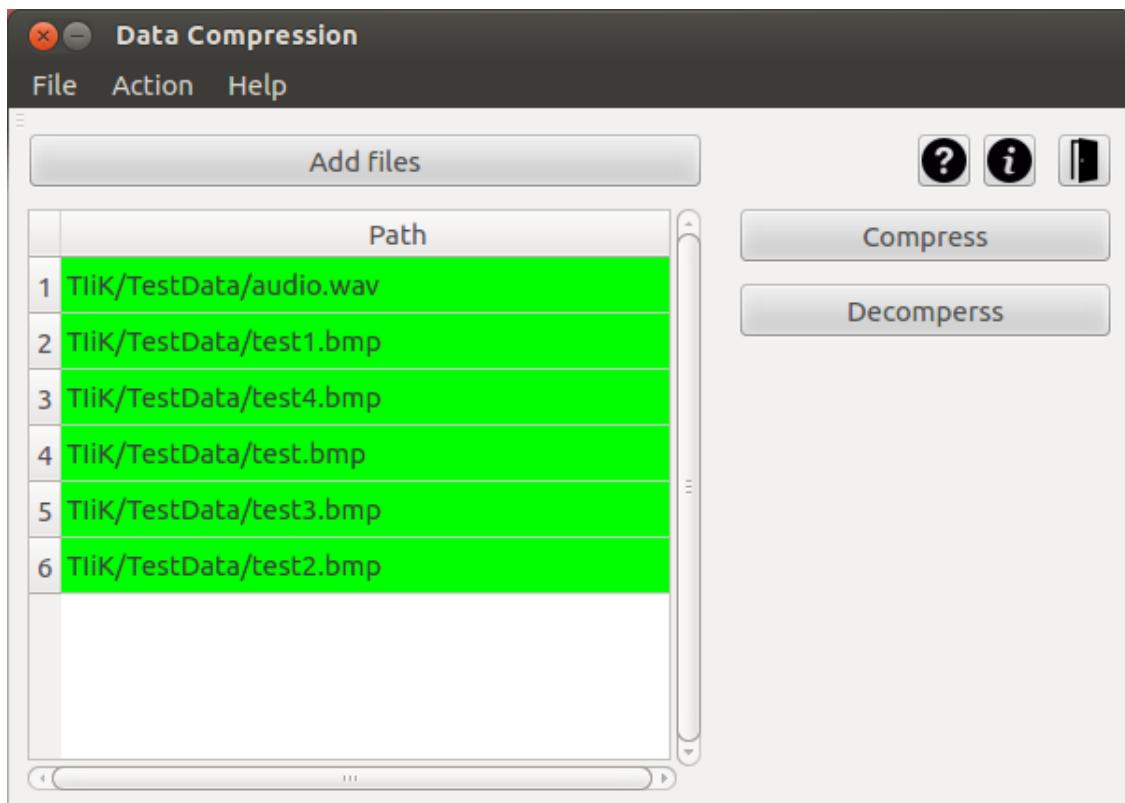 Data Compression
File Action Help
Add files
Path
1 TIiK/TestData/audio.wav
2 TIiK/TestData/test1.bmp
3 TIiK/TestData/test4.bmp
4 TIiK/TestData/test.bmp
5 TIiK/TestData/test3.bmp
6 TIiK/TestData/test2.bmp
Compress
Decomperss